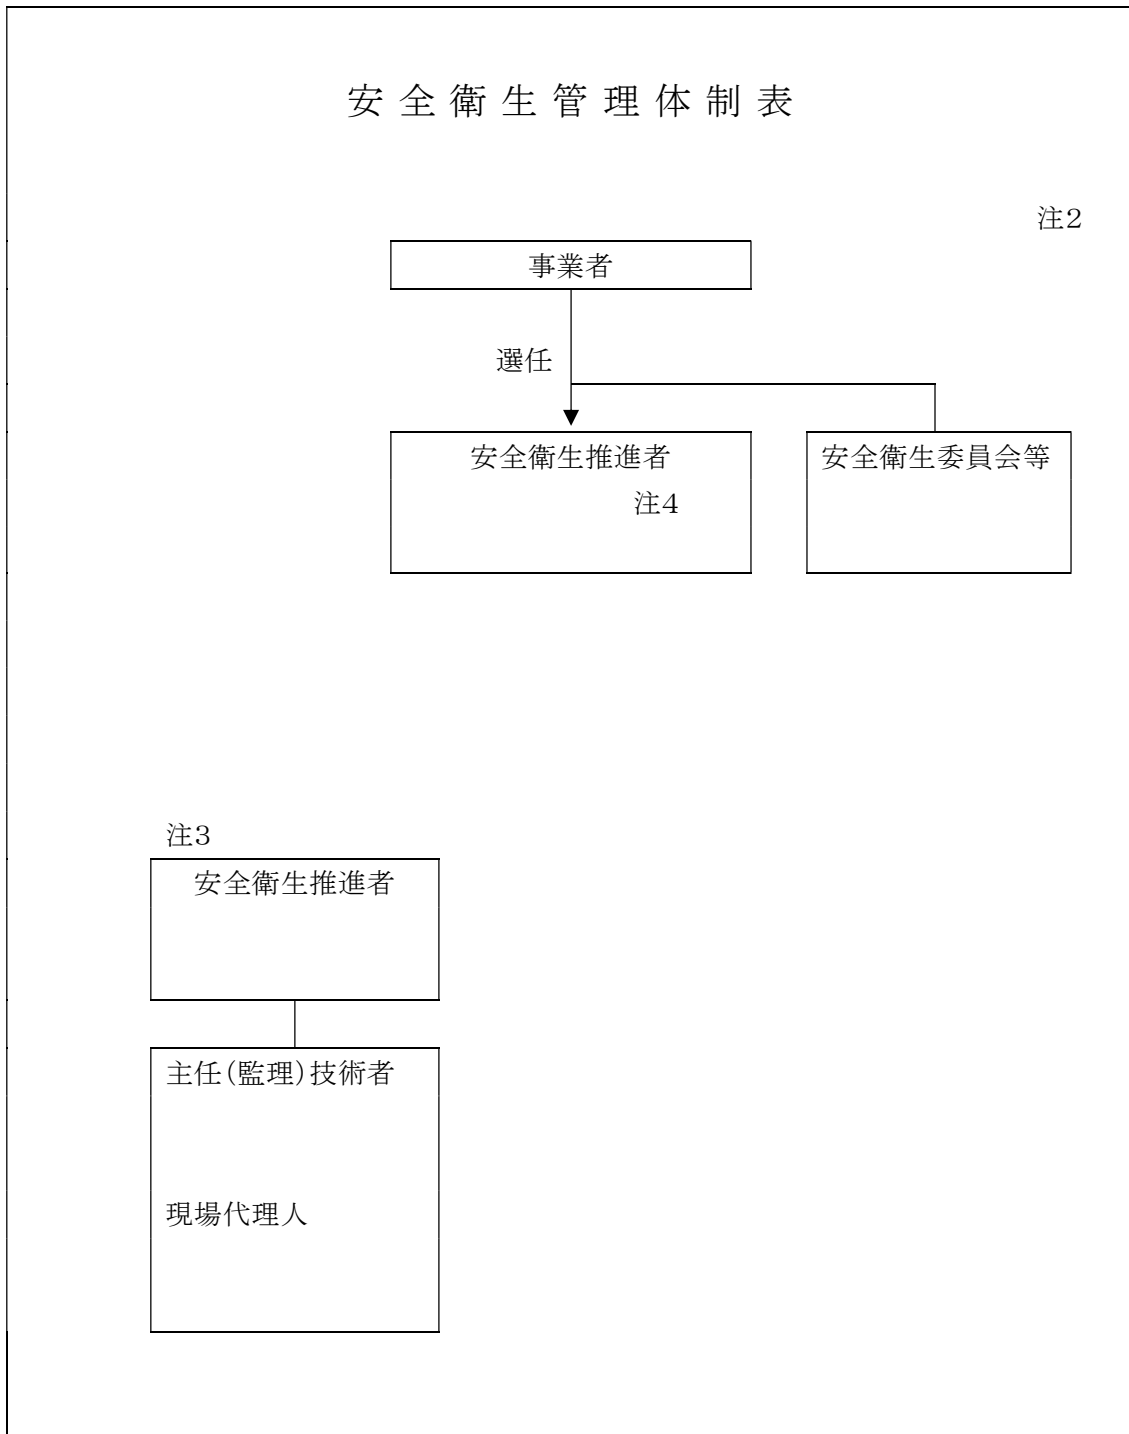 安全衛生管理体制表
注2
事業者
選任
安全衛生推進者
注4
安全衛生委員会等
注3
安全衛生推進者
主任(監理)技術者
現場代理人